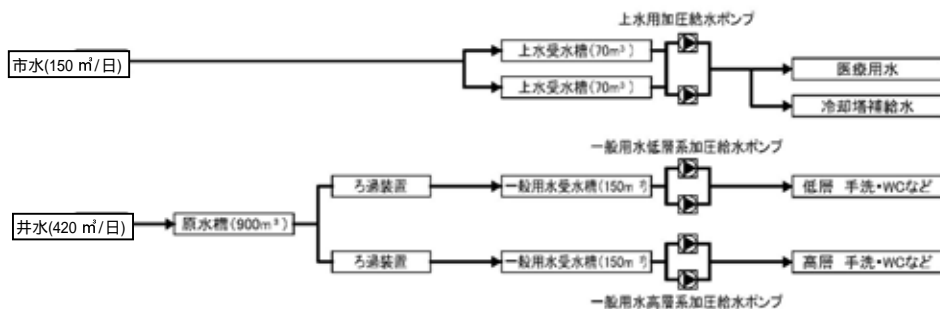 上水用加圧給水ポンプ
市水(150 ㎥/日)
上水受水槽(70m³)
上水受水槽(70m³)
医療用水
冷却塔補給水
一般用水低層系加圧給水ポンプ
井水(420 ㎥/日)
原水槽(900m³)
ろ過装置
一般用水受水槽(150m³)
低層 手洗・WCなど
ろ過装置
一般用水受水槽(150m³)
高層 手洗・WCなど
一般用水高層系加圧給水ポンプ